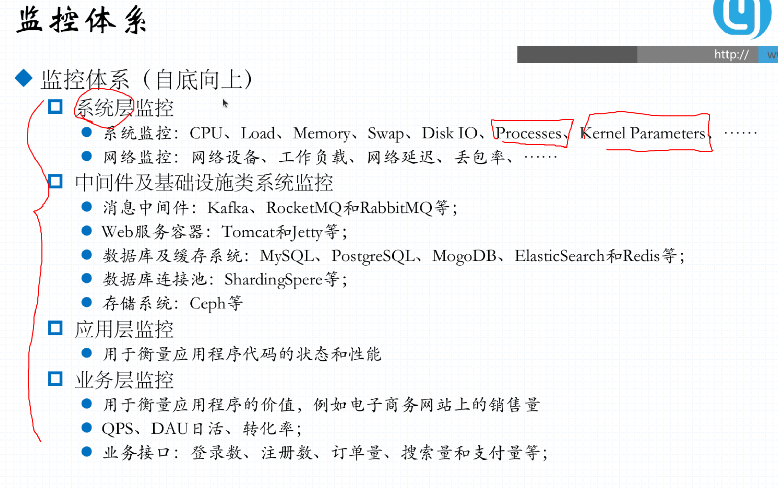 监控体系
http://
w
监控体系（自底向上）
系统层监控
系统监控：CPU、Load、Memory、Swap、Disk IO、Processes、Kernel Parameters、……
网络监控：网络设备、工作负载、网络延迟、丢包率、……
中间件及基础设施类系统监控
消息中间件：Kafka、RocketMQ和RabbitMQ等；
Web服务容器：Tomcat和Jetty等；
数据库及缓存系统：MySQL、PostgreSQL、MogoDB、ElasticSearch和Redis等；
数据库连接池：ShardingSpere等；
存储系统：Ceph等
应用层监控
用于衡量应用程序代码的状态和性能
业务层监控
用于衡量应用程序的价值，例如电子商务网站上的销售量
QPS、DAU日活、转化率；
业务接口：登录数、注册数、订单量、搜索量和支付量等；